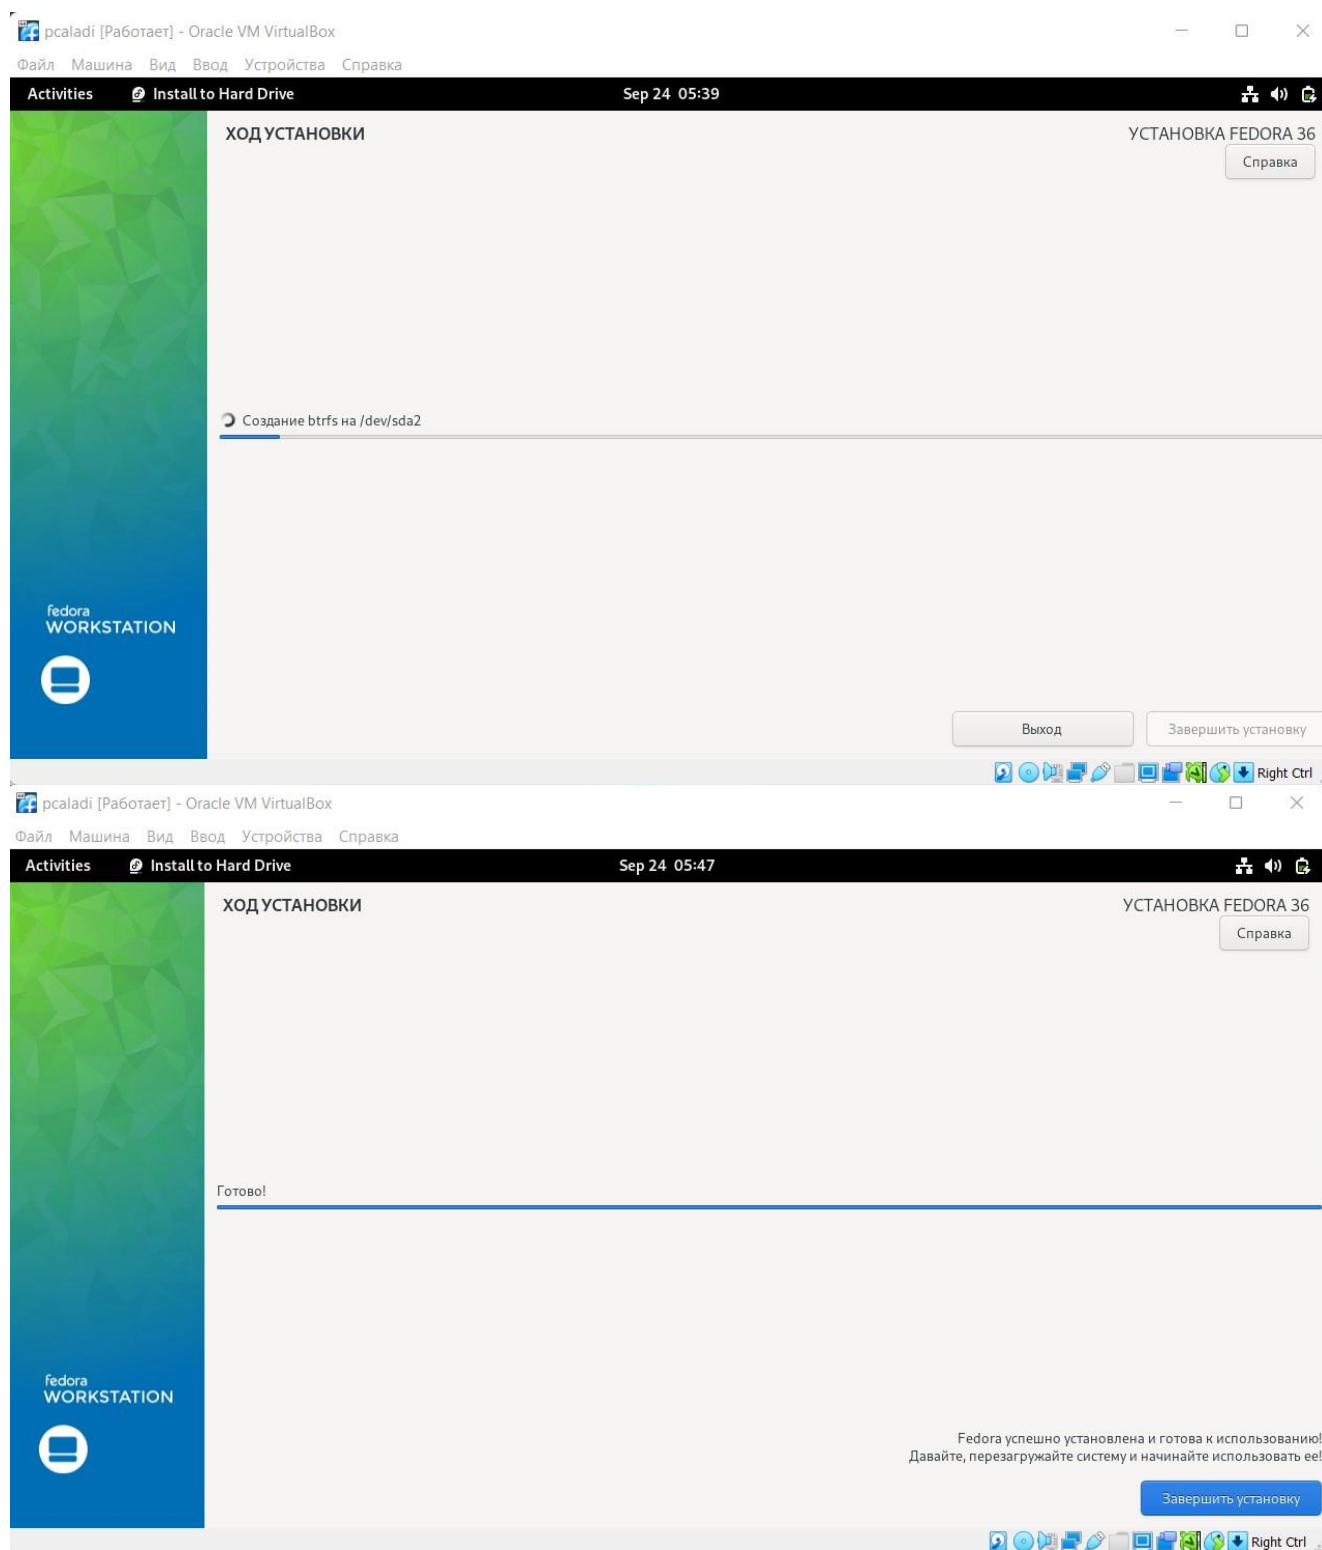 pcaladi [Работает] - Oracle VM VirtualBox
Файл Машина Вид Ввод Устройства Справка
Activities Install to Hard Drive Sep 24 05:39
ХОД УСТАНОВКИ УСТАНОВКА FEDORA 36
Справка
Создание btrfs на /dev/sda2
fedora
WORKSTATION
Выход Завершить установку
Right Ctrl
pcaladi [Работает] - Oracle VM VirtualBox
Файл Машина Вид Ввод Устройства Справка
Activities Install to Hard Drive Sep 24 05:47
ХОД УСТАНОВКИ УСТАНОВКА FEDORA 36
Справка
Готово!
fedora
WORKSTATION
Fedora успешно установлена и готова к использованию!
Давайте, перезагружайте систему и начинайте использовать ее!
Завершить установку
Right Ctrl